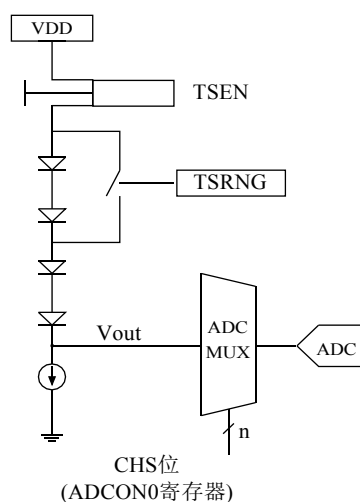 VDD
TSEN
TSRNG
Vout
ADC
MUX
ADC
n
CHS位
(ADCON0寄存器)